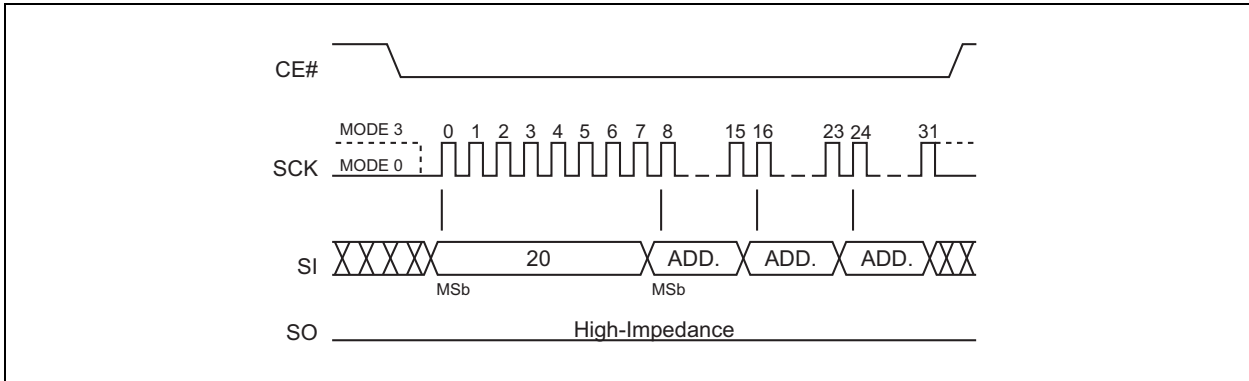 CE#
MODE 3
0 1 2 3 4 5 6 7 8 15 16 23 24 31
SCK
MODE 0
SI
20
ADD.
ADD.
ADD.
MSb
MSb
SO
High-Impedance